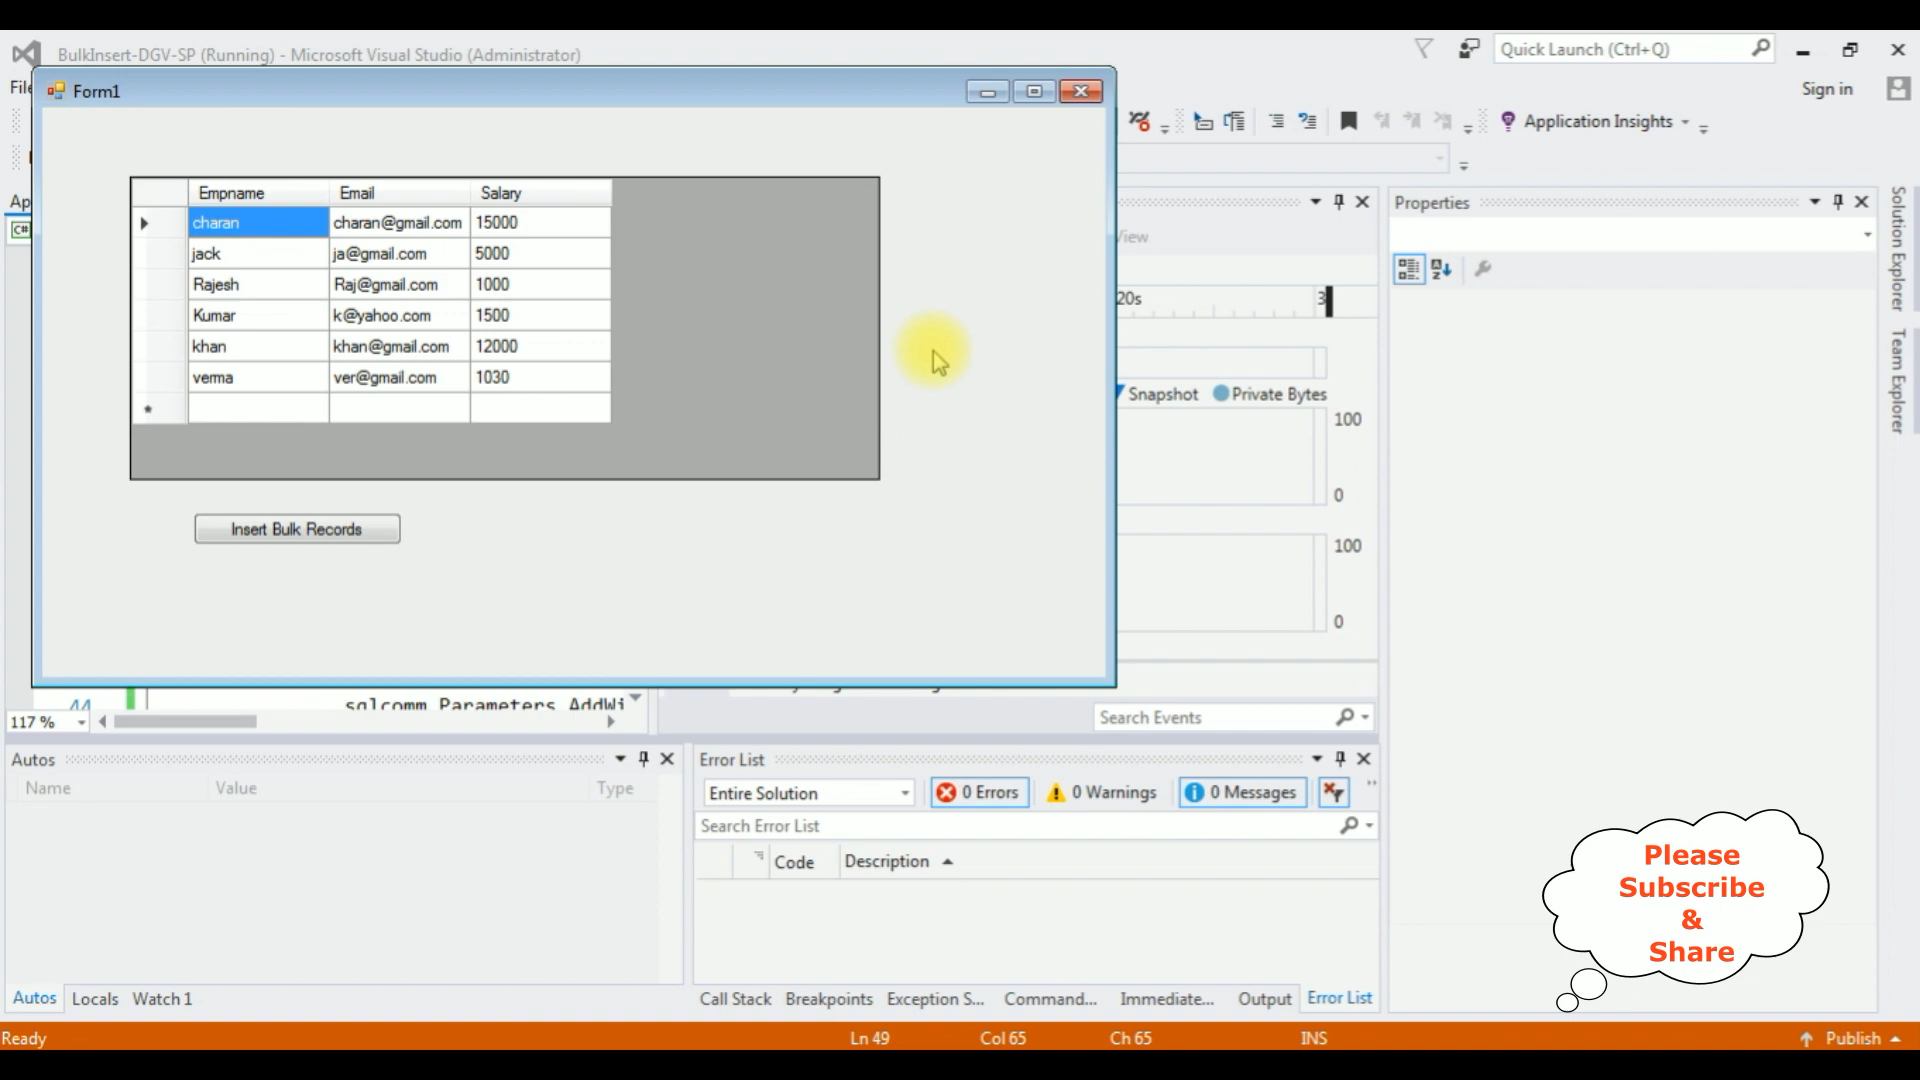 BulkInsert-DGV-SP (Running) - Microsoft Visual Studio (Administrator)
Quick Launch (Ctrl+Q)
File
Form1
Sign in
Application Insights
Empname Email Salary
charan charan@gmail.com 15000
jack ja@gmail.com 5000
Rajesh Raj@gmail.com 1000
Kumar k@yahoo.com 1500
khan khan@gmail.com 12000
verma ver@gmail.com 1030
*
Insert Bulk Records
Ap
C#
View
20s 3
Snapshot Private Bytes
100
0
100
0
Properties
Solution Explorer
Team Explorer
44 sqlcomm.Parameters.AddWi
117 %
Search Events
Autos
Name Value Type
Error List
Entire Solution 0 Errors 0 Warnings 0 Messages
Search Error List
Code Description
Please
Subscribe
&
Share
Autos Locals Watch 1
Call Stack Breakpoints Exception S... Command... Immediate... Output Error List
Ready Ln 49 Col 65 Ch 65 INS Publish